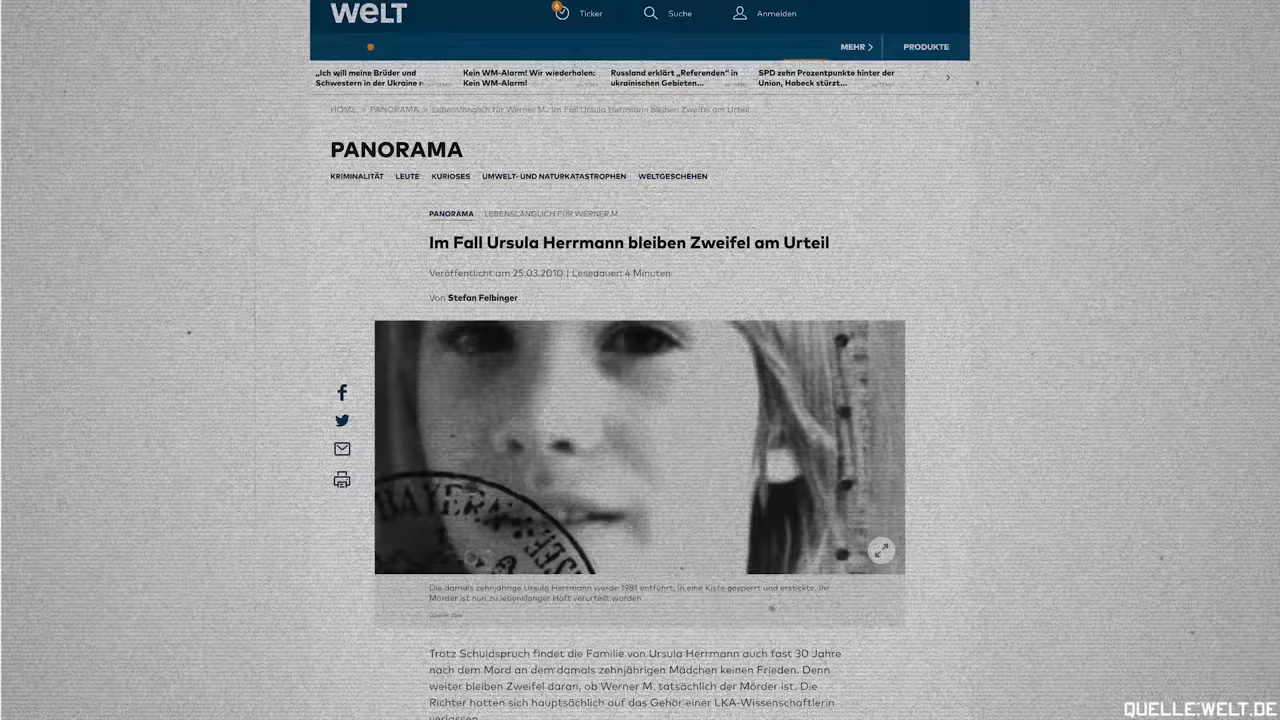 WELT
6
Ticker
Suche
Anmelden
MEHR
PRODUKTE
„Ich will meine Brüder und
Schwestern in der Ukraine
Kein WM-Alarm! Wir wiederholen:
Kein WM-Alarm!
Russland erklärt „Referenden“ in
ukrainischen Gebieten...
SPD zehn Prozentpunkte hinter der
Union, Habeck stürzt...
HOME > PANORAMA > Lebenslänglich für Werner M.: Im Fall Ursula Herrmann bleiben Zweifel am Urteil
PANORAMA
KRIMINALITÄT LEUTE KURIOSES UMWELT- UND NATURKATASTROPHEN WELTGESCHEHEN
PANORAMA LEBENSLÄNGLICH FÜR WERNER M.
Im Fall Ursula Herrmann bleiben Zweifel am Urteil
Veröffentlicht am 25.03.2010 | Lesedauer: 4 Minuten
Von Stefan Felbinger
BAYER
Die damals zehnjährige Ursula Herrmann wurde 1981 entführt, in eine Kiste gesperrt und erstickte. Ihr
Mörder ist nun zu lebenslanger Haft verurteilt worden
Trotz Schuldspruch findet die Familie von Ursula Herrmann auch fast 30 Jahre
nach dem Mord an dem damals zehnjährigen Mädchen keinen Frieden. Denn
weiter bleiben Zweifel daran, ob Werner M. tatsächlich der Mörder ist. Die
Richter hatten sich hauptsächlich auf das Gehör einer LKA-Wissenschaftlerin
verlassen.
QUELLE:WELT.DE